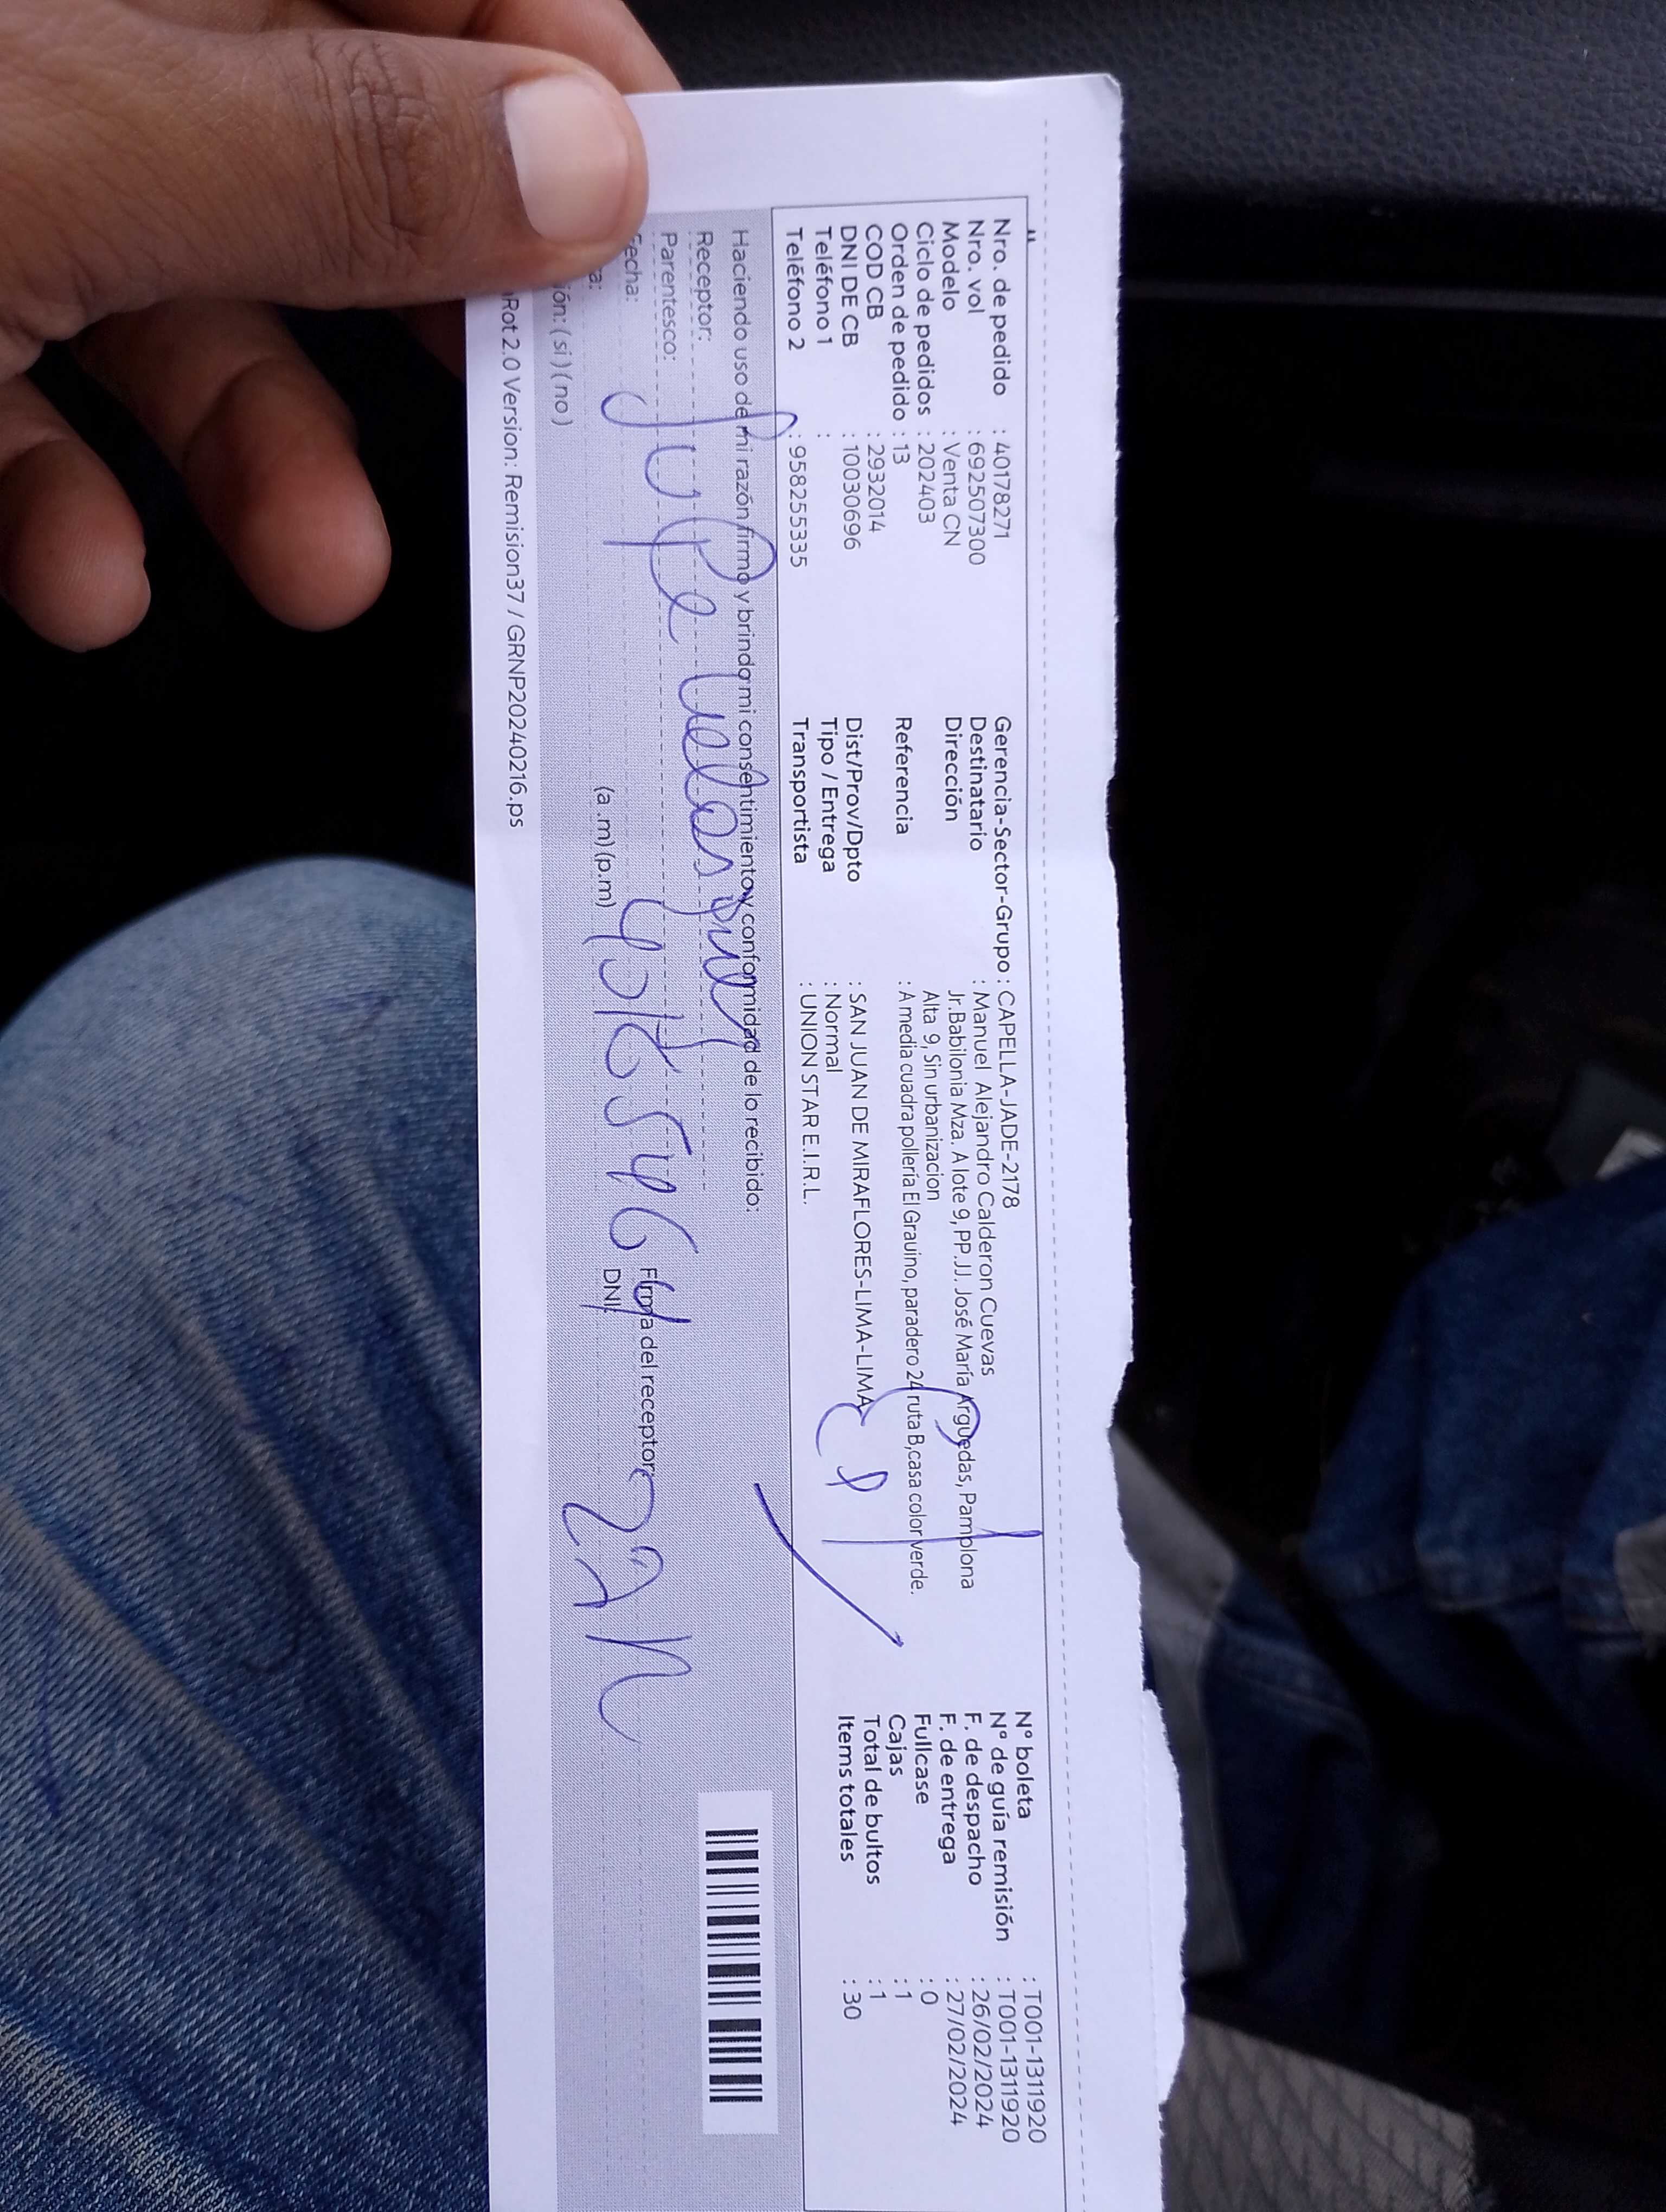 Nro. de pedido : 40178271
Nro. vol : 692507300
Modelo : Venta CN
Ciclo de pedidos : 202403
Orden de pedido : 13
COD CB : 2932014
DNI DE CB : 10030696
Teléfono 1 :
Teléfono 2 : 958255335
Gerencia-Sector-Grupo : CAPELLA-JADE-2178
Destinatario : Manuel Alejandro Calderon Cuevas
Dirección Jr.Babilonia Mza. A lote 9, PP.JJ. José María Arguedas, Pamplona
Alta 9, Sin urbanizacion
Referencia : A media cuadra pollería El Grauino, paradero 24 ruta B,casa color verde.
Dist/Prov/Dpto : SAN JUAN DE MIRAFLORES-LIMA-LIMA
Tipo / Entrega : Normal
Transportista : UNION STAR E.I.R.L.
N° boleta : T001-1311920
N° de guía remisión : T001-1311920
F. de despacho : 26/02/2024
F. de entrega : 27/02/2024
Fullcase : 0
Cajas : 1
Total de bultos : 1
Items totales : 30
Haciendo uso de mi razón firmo y brindo mi consentimiento y conformidad de lo recibido:
Receptor:
Parentesco:
Fecha:
Firma del receptor:
(a.m) (p.m)
DNI:
(si) (no)
Rot 2.0 Version: Remision37 / GRNP20240216.ps